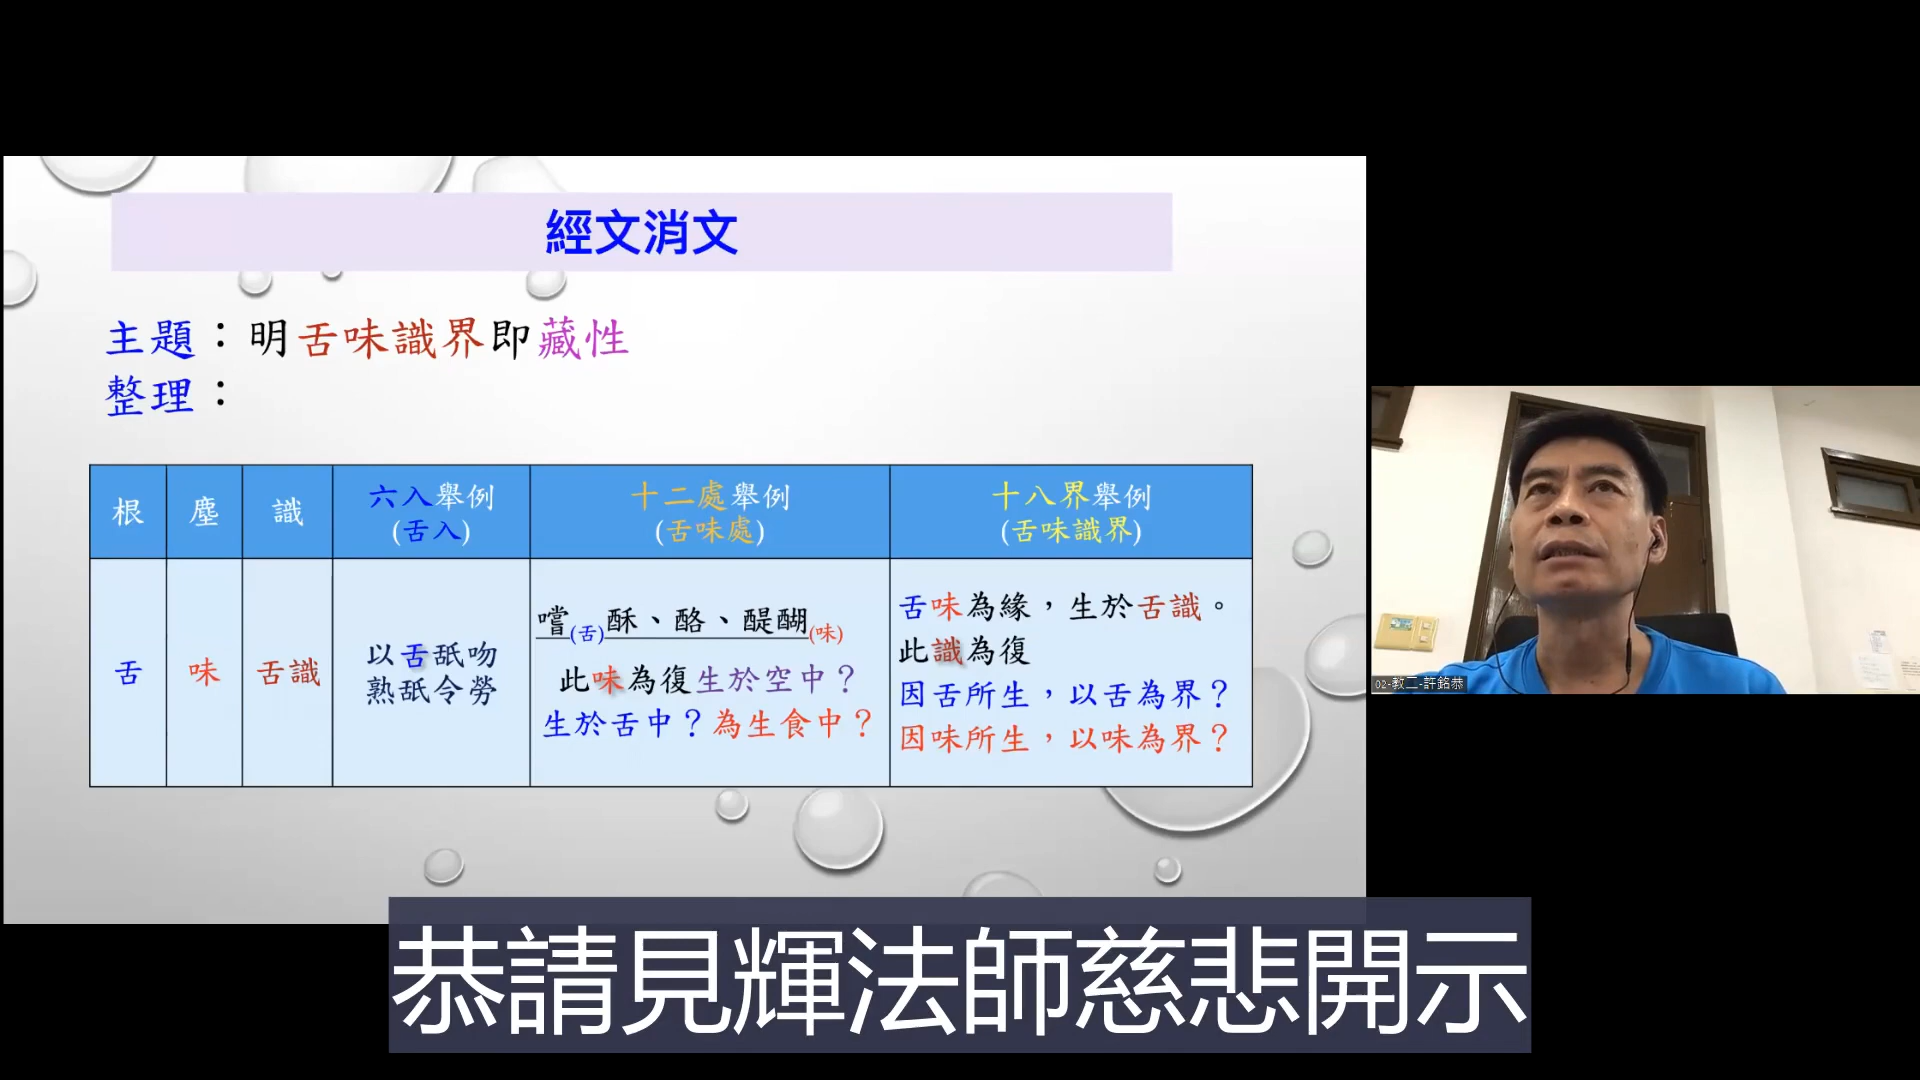 經文消文
主題：明舌味識界即藏性
整理：
根
塵
識
六入舉例
(舌入)
十二處舉例
(舌味處)
十八界舉例
(舌味識界)
舌
味
舌識
以舌舐吻
熟舐令勞
嚐(舌)酥、酪、醍醐(味)
此味為復生於空中？
生於舌中？為生食中？
舌味為緣，生於舌識。
此識為復
因舌所生，以舌為界？
因味所生，以味為界？
02-教二-許銘恭
恭請見輝法師慈悲開示